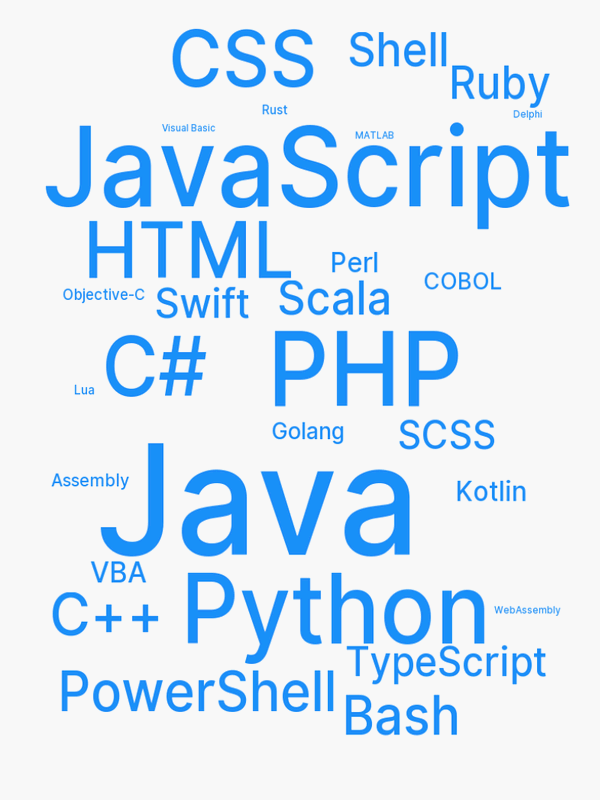 CSS
Shell
Ruby
Rust
Delphi
Visual Basic
MATLAB
JavaScript
HTML
Perl
COBOL
Objective-C
Swift
Scala
C#
PHP
Lua
Golang
SCSS
Java
Assembly
Kotlin
VBA
C++
Python
WebAssembly
TypeScript
PowerShell
Bash